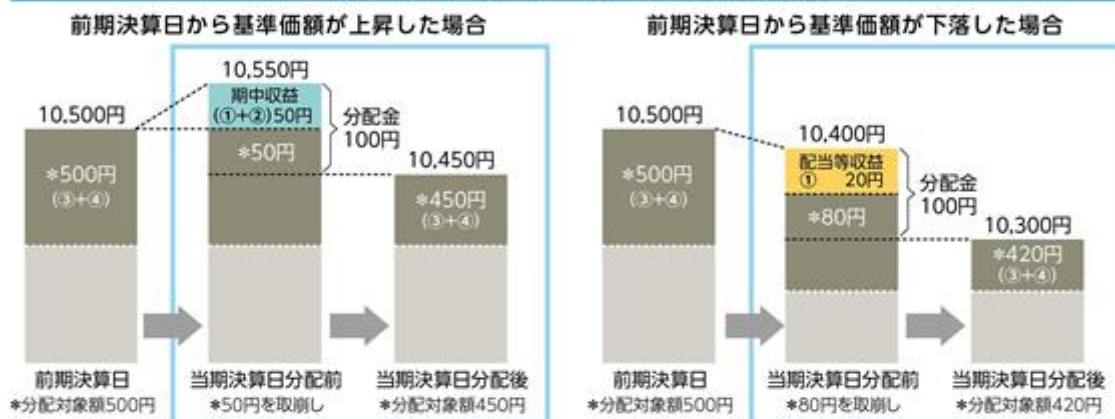 前期決算日から基準価額が上昇した場合
10,550円
期中収益
(①+②)50円
10,500円
分配金
100円
*50円
10,450円
*500円
(③+④)
*450円
(③+④)
前期決算日
当期決算日分配前
当期決算日分配後
*分配対象額500円
*50円を取崩し
*分配対象額450円
前期決算日から基準価額が下落した場合
10,500円
10,400円
配当等収益
① 20円
*500円
(③+④)
分配金
100円
*80円
10,300円
*420円
(③+④)
前期決算日
当期決算日分配前
当期決算日分配後
*分配対象額500円
*80円を取崩し
*分配対象額420円